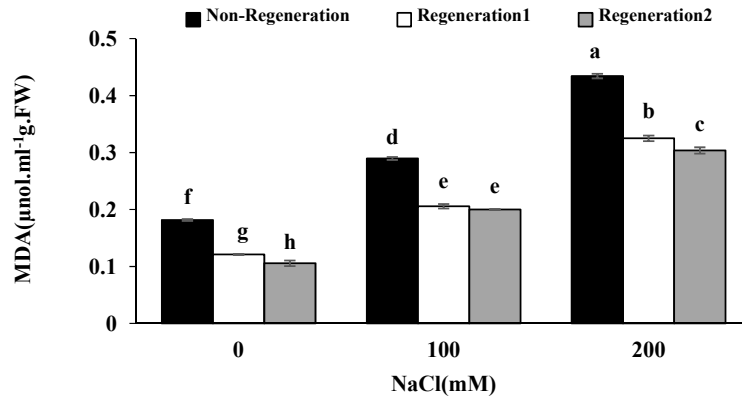 Non-Regeneration Regeneration1 Regeneration2
0.5
0.4
0.3
0.2
0.1
0
MDA(µnol.ml⁻¹g.FW)
f
g
h
d
e
e
a
b
c
0 100 200
NaCl(mM)